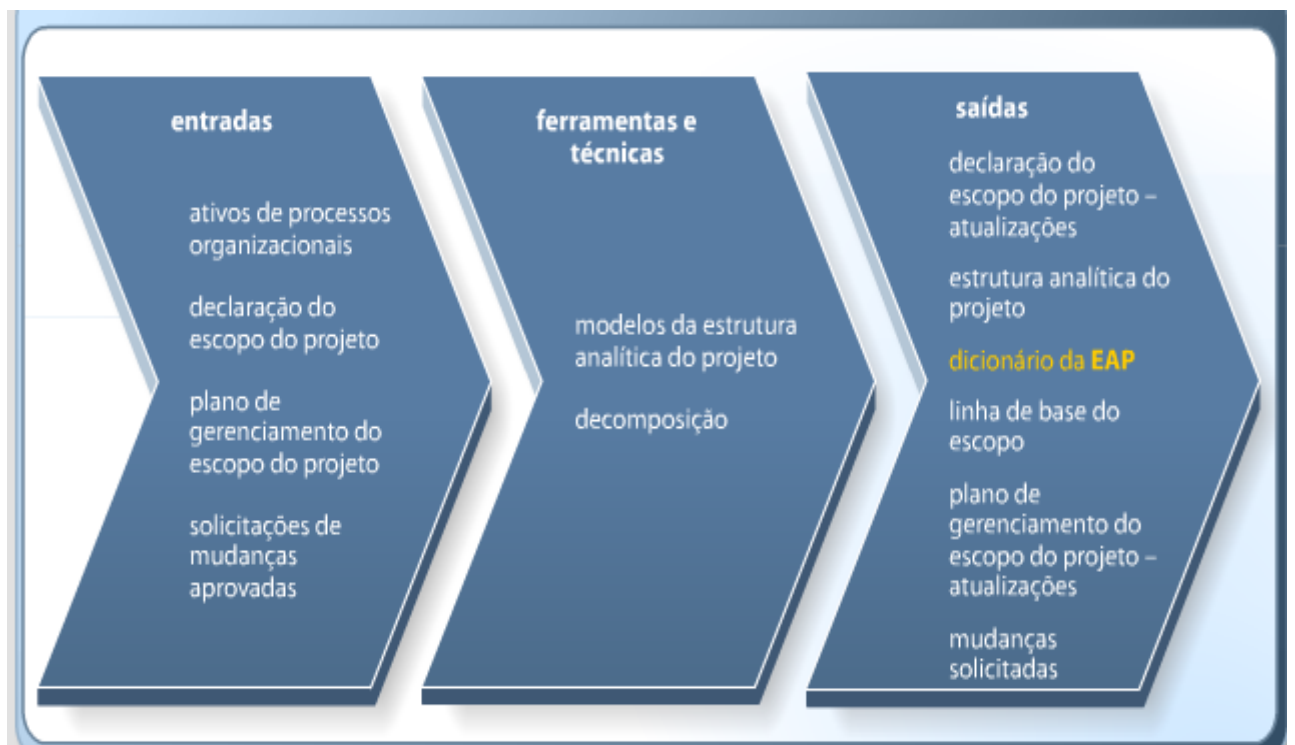 entradas
ativos de processos
organizacionais
declaração do
escopo do projeto
plano de
gerenciamento do
escopo do projeto
solicitações de
mudanças
aprovadas
ferramentas e
técnicas
modelos da estrutura
analítica do projeto
decomposição
saídas
declaração do
escopo do projeto –
atualizações
estrutura analítica do
projeto
dicionário da EAP
linha de base do
escopo
plano de
gerenciamento do
escopo do projeto –
atualizações
mudanças
solicitadas